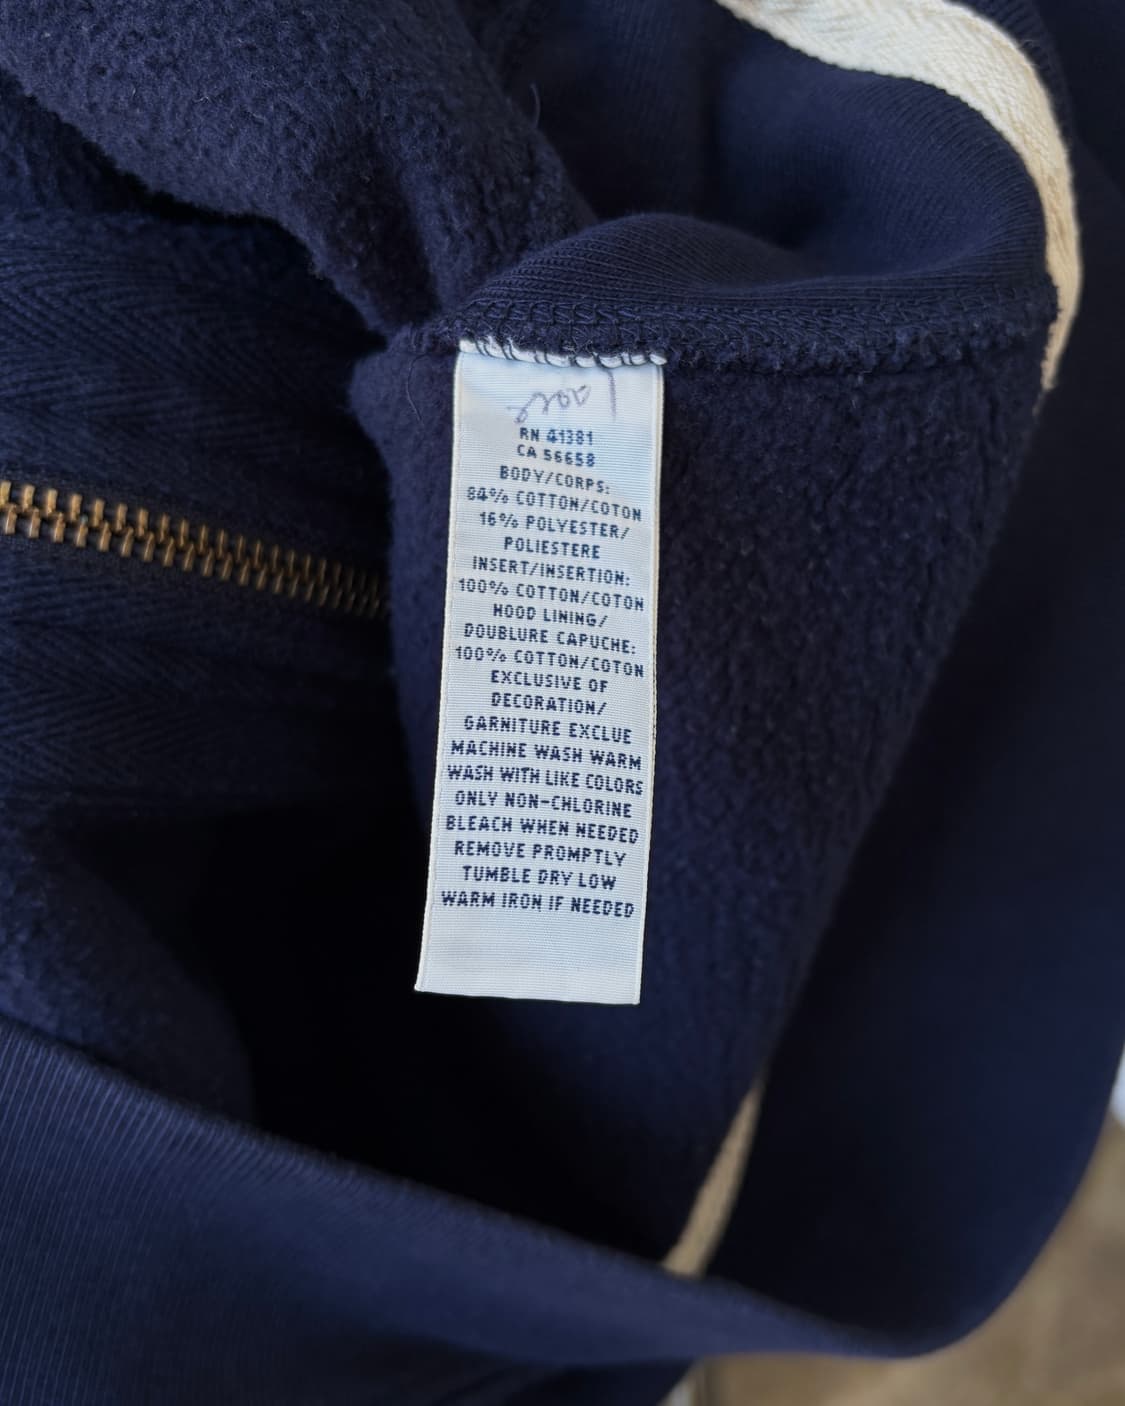 RN 41381
CA 56658
BODY/CORPS:
84% COTTON/COTON
16% POLYESTER/
POLIESTERE
INSERT/INSERTION:
100% COTTON/COTON
HOOD LINING/
DOUBLURE CAPUCHE:
100% COTTON/COTON
EXCLUSIVE OF
DECORATION/
GARNITURE EXCLUE
MACHINE WASH WARM
WASH WITH LIKE COLORS
ONLY NON-CHLORINE
BLEACH WHEN NEEDED
REMOVE PROMPTLY
TUMBLE DRY LOW
WARM IRON IF NEEDED